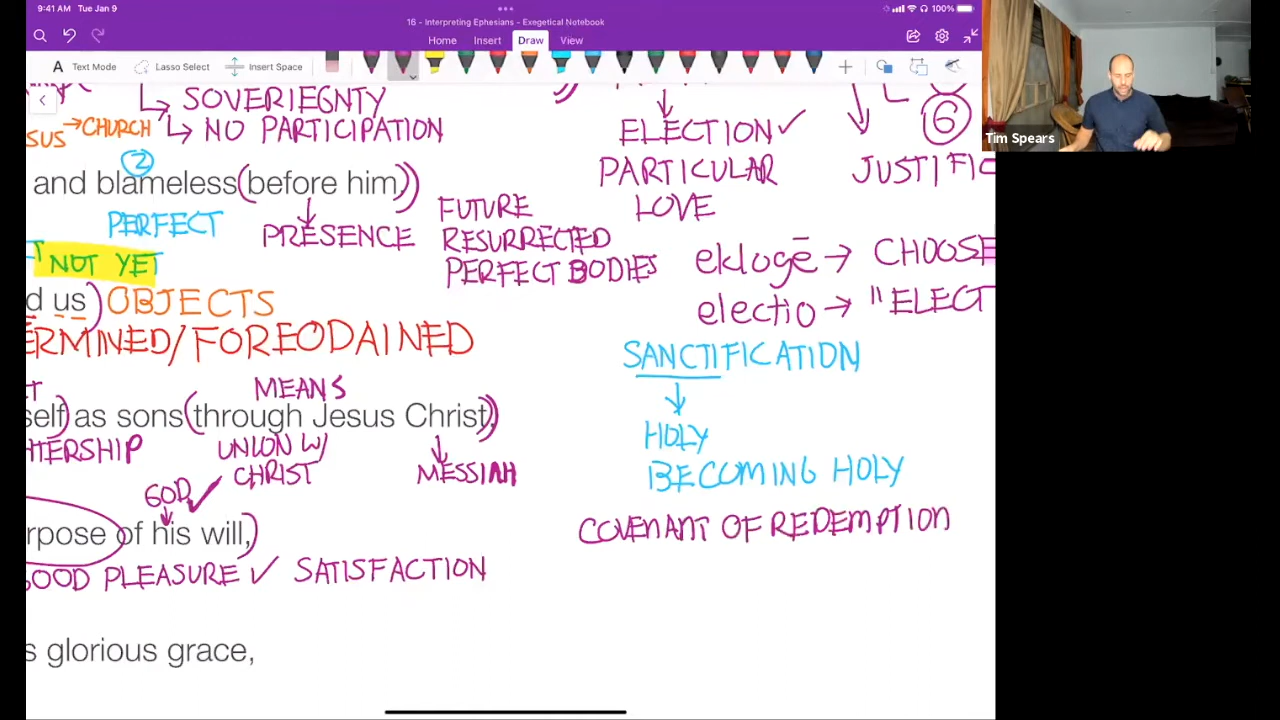 9:41 AM Tue Jan 9
100%
16 - Interpreting Ephesians - Exegetical Notebook
Home Insert Draw View
A Text Mode Lasso Select Insert Space
Tim Spears
SOVERIEGNTY
SUS → CHURCH
NO PARTICIPATION
ELECTION ✓
6
PARTICULAR
LOVE
JUSTIFIC
2
and blameless (before him,))
PERFECT
PRESENCE
FUTURE
RESURRECTED
PERFECT BODIES
eklogē → CHOOSE
electio → "ELECT
NOT YET
d us) OBJECTS
ERMINED/FOREODAINED
SANCTIFICATION
HOLY
BECOMING HOLY
MEANS
self) as sons (through Jesus Christ,))
HTERSHIP
UNION W/
CHRIST
MESSIAH
GOD ✓
COVENANT OF REDEMPTION
rpose of his will,)
GOOD PLEASURE ✓ SATISFACTION
s glorious grace,